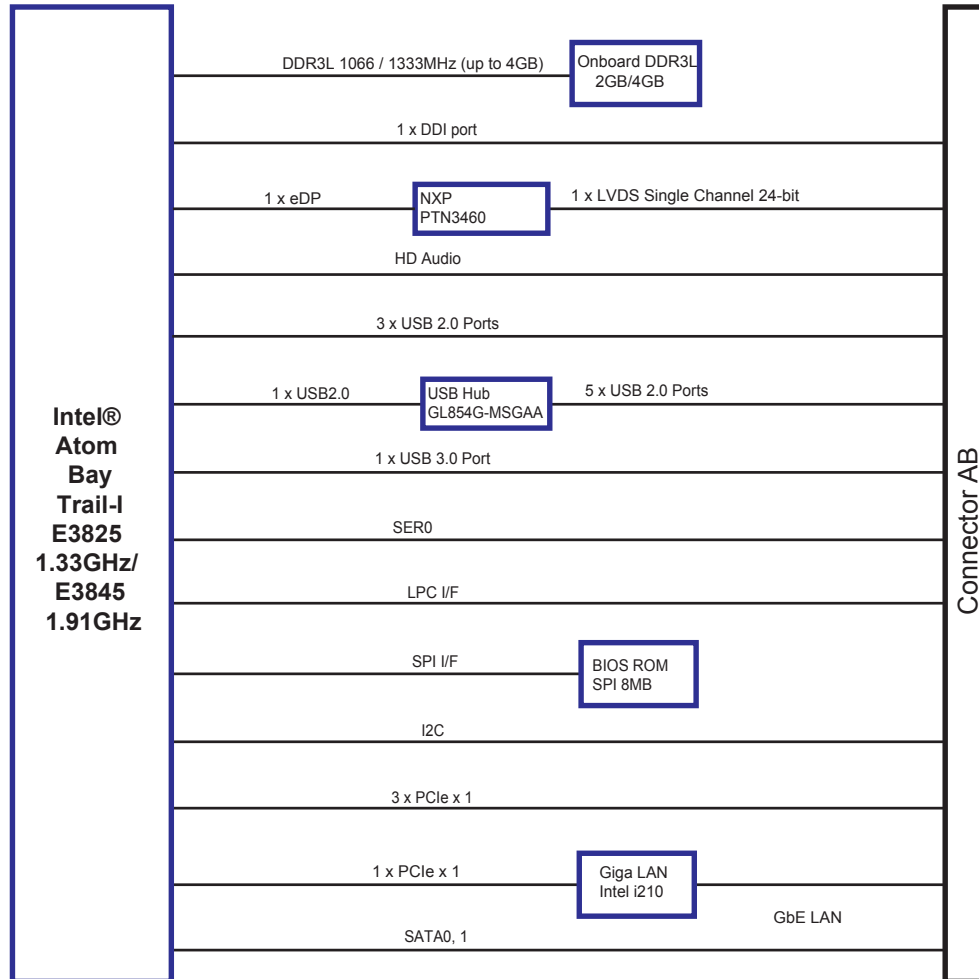 DDR3L 1066 / 1333MHz (up to 4GB)
Onboard DDR3L
2GB/4GB
1 x DDI port
1 x eDP
NXP
PTN3460
1 x LVDS Single Channel 24-bit
HD Audio
3 x USB 2.0 Ports
1 x USB2.0
USB Hub
GL854G-MSGAA
5 x USB 2.0 Ports
1 x USB 3.0 Port
Intel®
Atom
Bay
Trail-I
E3825
1.33GHz/
E3845
1.91GHz
SER0
LPC I/F
SPI I/F
BIOS ROM
SPI 8MB
I2C
3 x PCIe x 1
1 x PCIe x 1
Giga LAN
Intel i210
GbE LAN
SATA0, 1
Connector AB